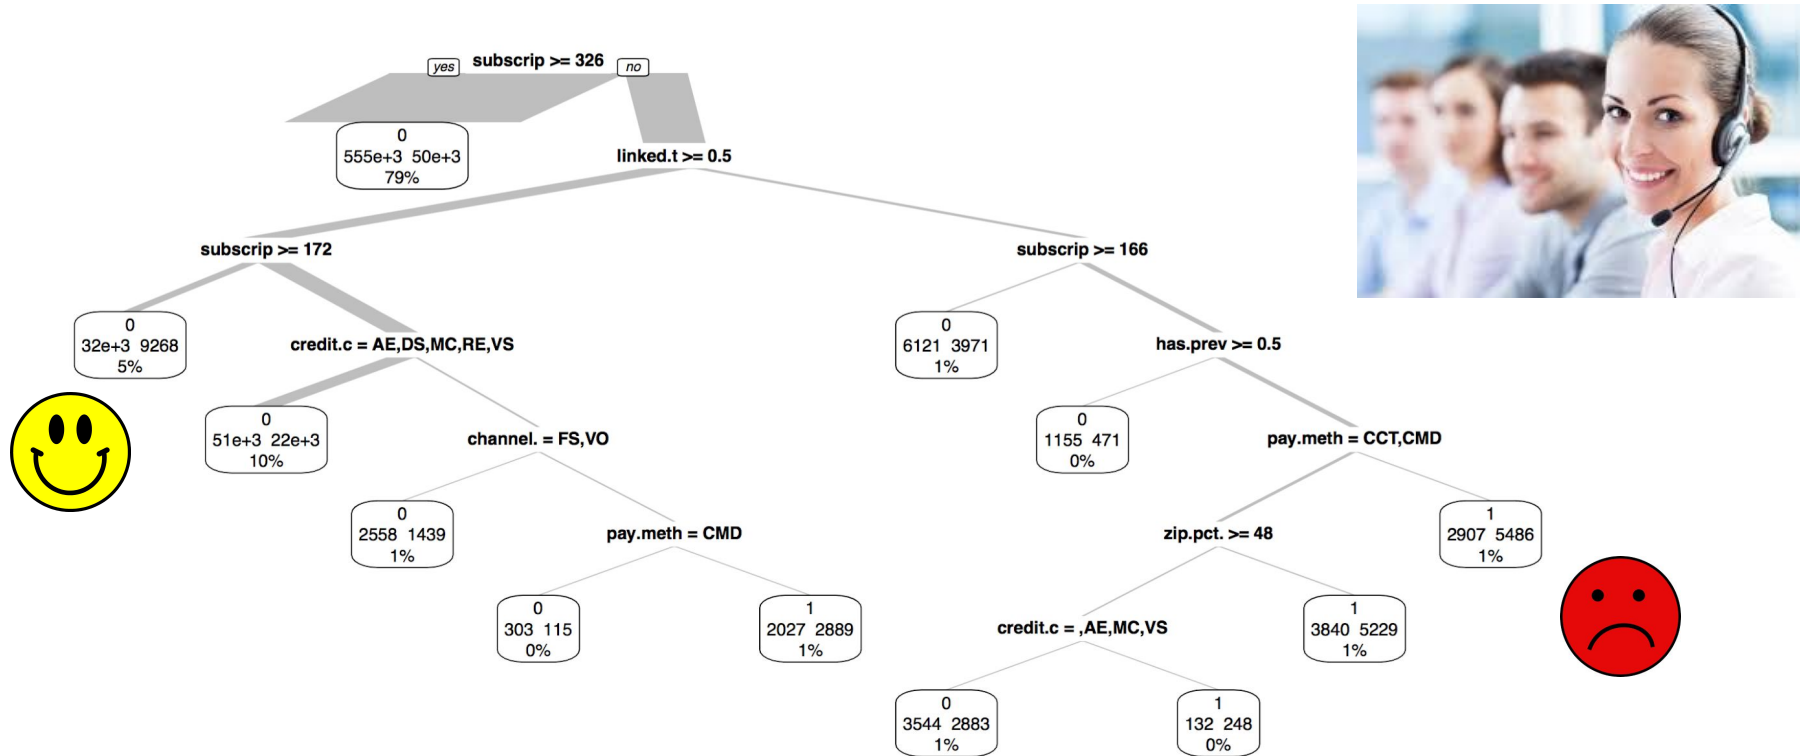 yes subscrip >= 326 no
0
555e+3 50e+3
79%
linked.t >= 0.5
subscrip >= 172
subscrip >= 166
0
32e+3 9268
5%
credit.c = AE,DS,MC,RE,VS
0
6121 3971
1%
has.prev >= 0.5
0
51e+3 22e+3
10%
channel. = FS,VO
0
1155 471
0%
pay.meth = CCT,CMD
0
2558 1439
1%
pay.meth = CMD
zip.pct. >= 48
1
2907 5486
1%
0
303 115
0%
1
2027 2889
1%
credit.c = ,AE,MC,VS
1
3840 5229
1%
0
3544 2883
1%
1
132 248
0%